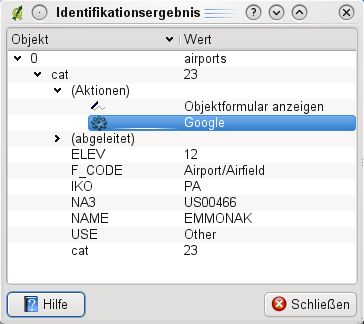 Identifikationsergebnis
Objekt Wert
0 airports
cat 23
(Aktionen)
Objektformular anzeigen
Google
(abgeleitet)
ELEV 12
F_CODE Airport/Airfield
IKO PA
NA3 US00466
NAME EMMONAK
USE Other
cat 23
Hilfe Schließen